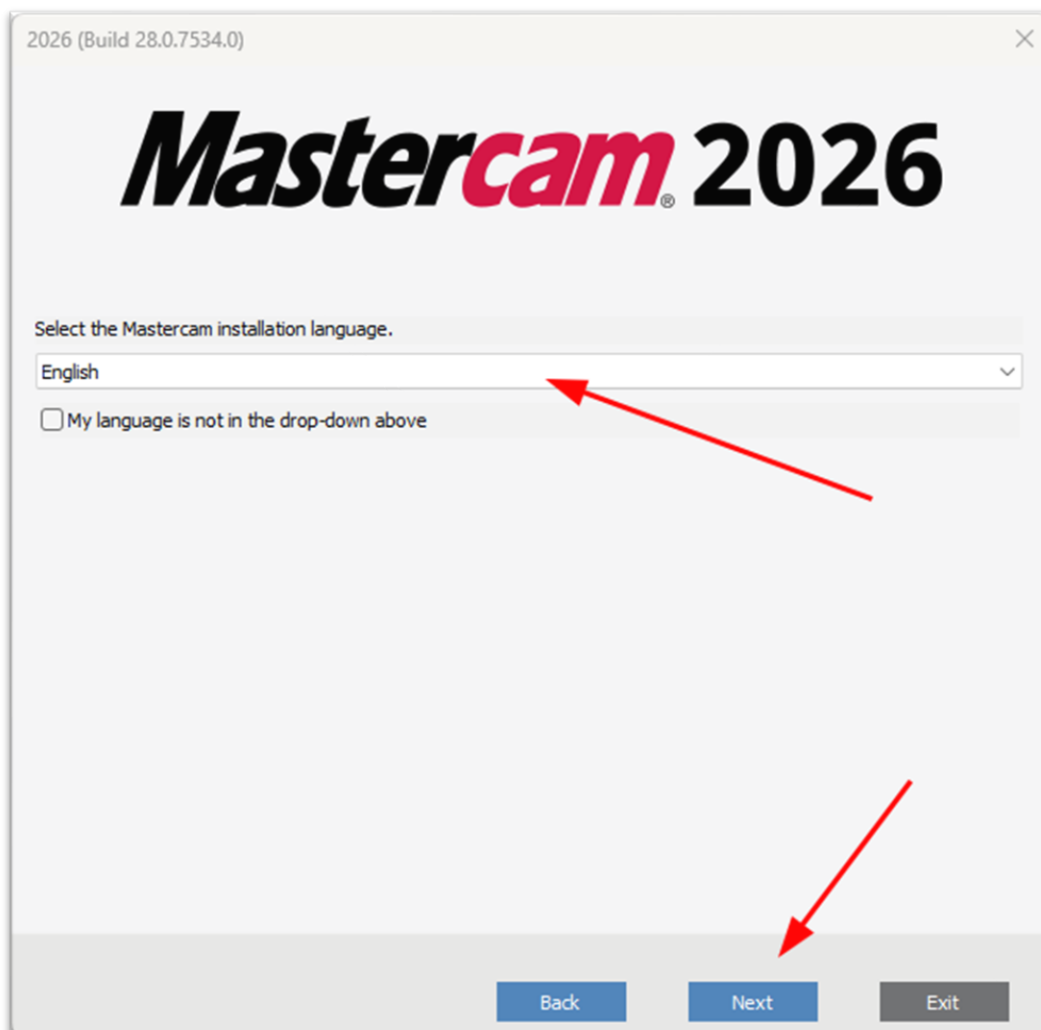 2026 (Build 28.0.7534.0)
Mastercam® 2026
Select the Mastercam installation language.
English
My language is not in the drop-down above
Back Next Exit